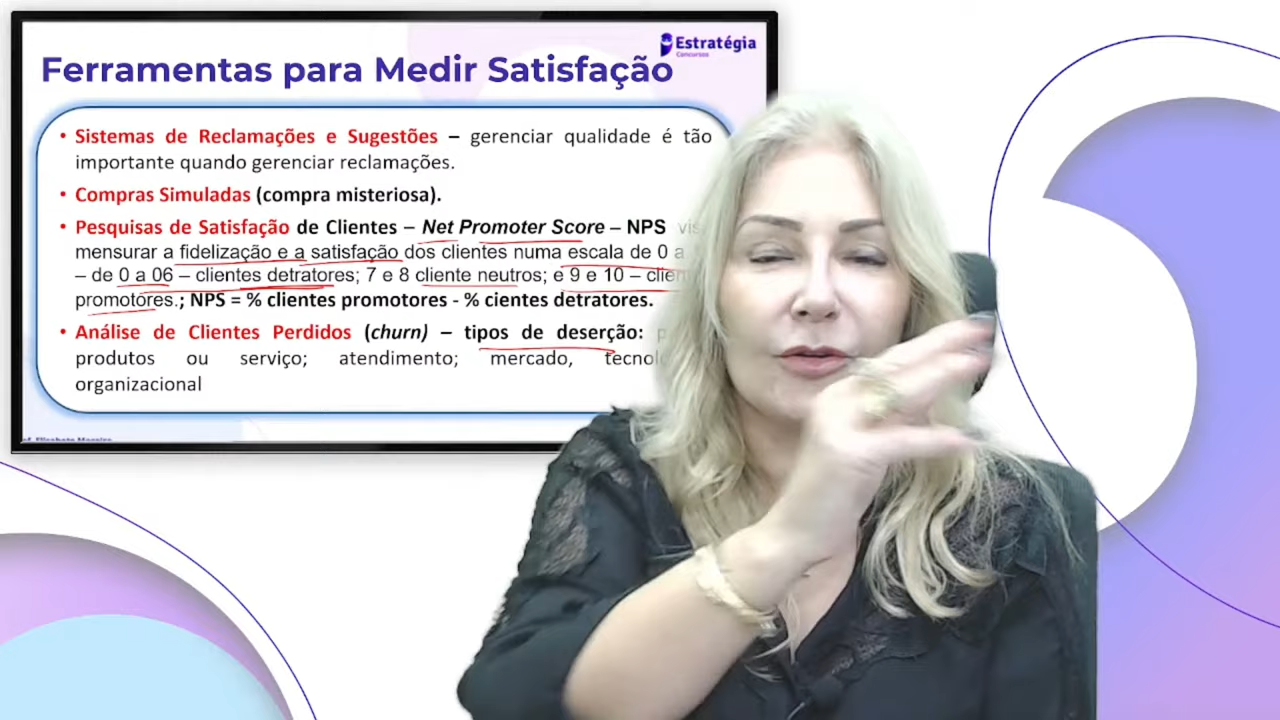 Estratégia
Concursos
Ferramentas para Medir Satisfação
• Sistemas de Reclamações e Sugestões – gerenciar qualidade é tão
importante quando gerenciar reclamações.
• Compras Simuladas (compra misteriosa).
• Pesquisas de Satisfação de Clientes – Net Promoter Score – NPS
mensurar a fidelização e a satisfação dos clientes numa escala de 0 a
– de 0 a 06 – clientes detratores; 7 e 8 cliente neutros; e 9 e 10 –
promotores.; NPS = % clientes promotores - % cientes detratores.
• Análise de Clientes Perdidos (churn) – tipos de deserção:
produtos ou serviço; atendimento; mercado,
organizacional